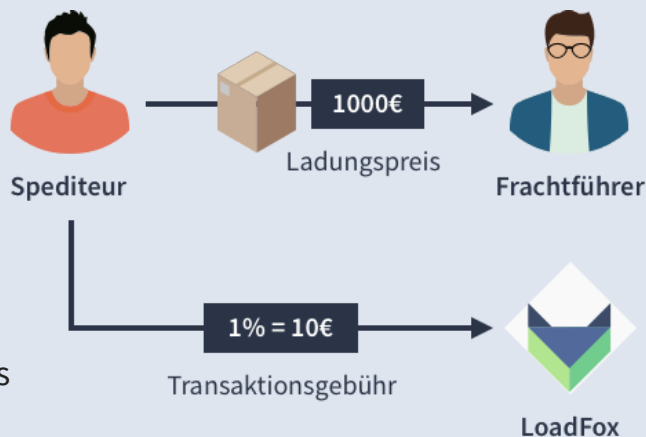 1000€
Ladungspreis
Spediteur
Frachtführer
1% = 10€
s
Transaktionsgebühr
LoadFox